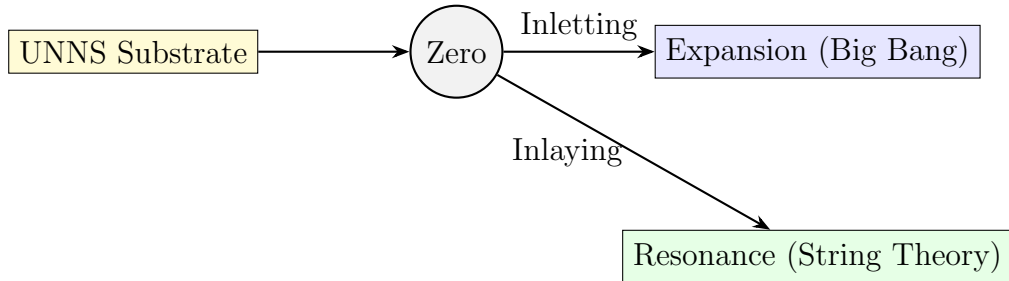 UNNS Substrate
Zero
Inletting
Expansion (Big Bang)
Inlaying
Resonance (String Theory)